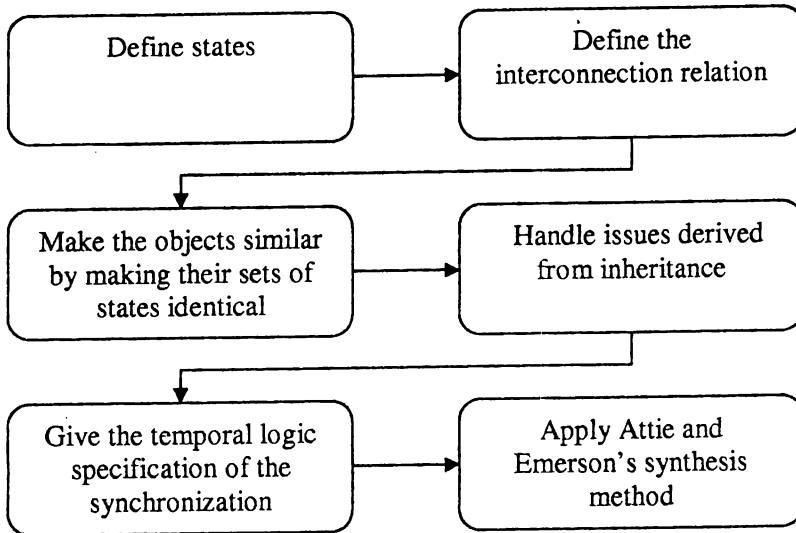 Define states
Define the
interconnection relation
Make the objects similar
by making their sets of
states identical
Handle issues derived
from inheritance
Give the temporal logic
specification of the
synchronization
Apply Attie and
Emerson's synthesis
method